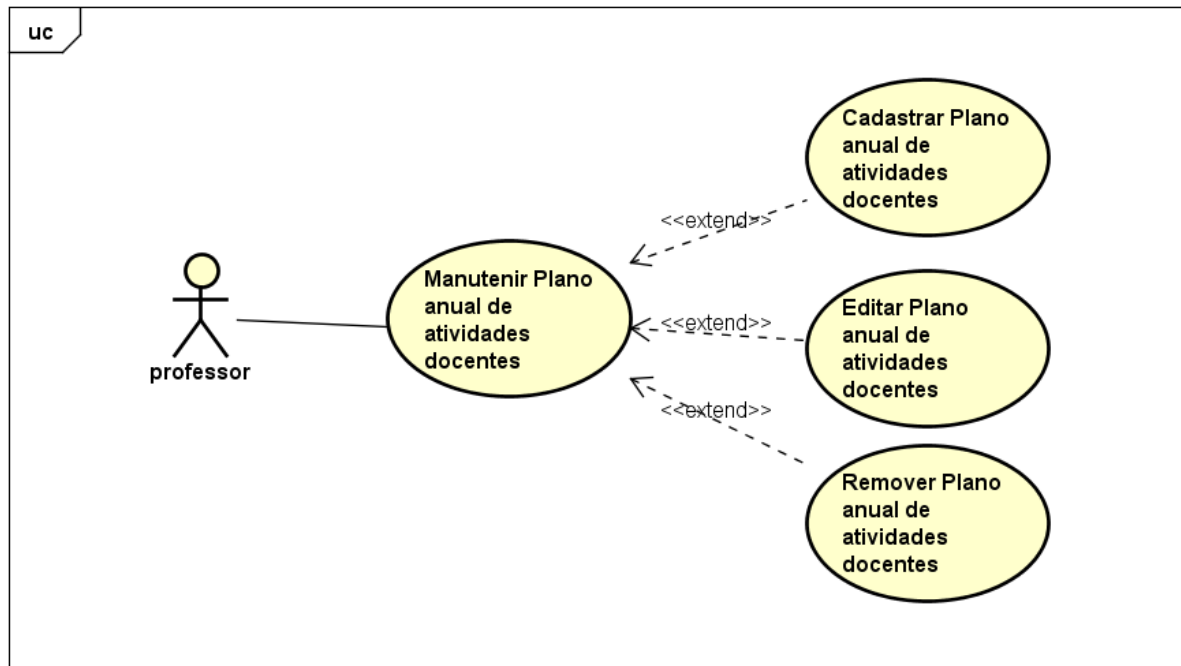 uc
Cadastrar Plano
anual de
atividades
docentes
<<extend>>
Manutenir Plano
anual de
atividades
docentes
professor
<<extend>>
Editar Plano
anual de
atividades
docentes
<<extend>>
Remover Plano
anual de
atividades
docentes